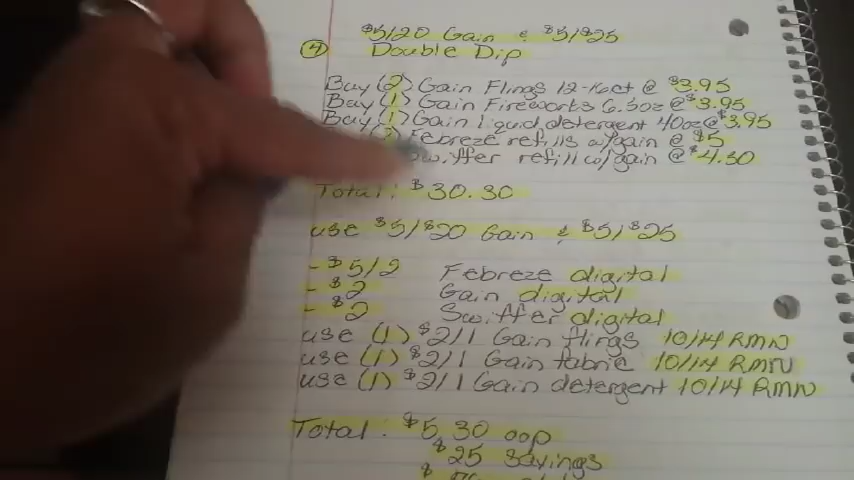 $5/20 Gain & $5/$25
④ Double Dip
Buy (2) Gain Flings 12-16ct @ $3.95
Buy (1) Gain Fireworks 6.5oz @ $3.95
Buy (1) Gain liquid detergent 40oz @ $3.95
Febreze refills w/gain @ $5
Swiffer refill w/gain @ $4.50
Total: $30.30
use $5/$20 Gain & $5/$25
- $5/2 Febreze digital
- $2 Gain digital
- $2 Swiffer digital
use (1) $2/1 Gain flings 10/14 RMN
use (1) $2/1 Gain fabric 10/14 RMN
use (1) $2/1 Gain detergent 10/14 RMN
Total: $5.30 oop
$25 savings
$